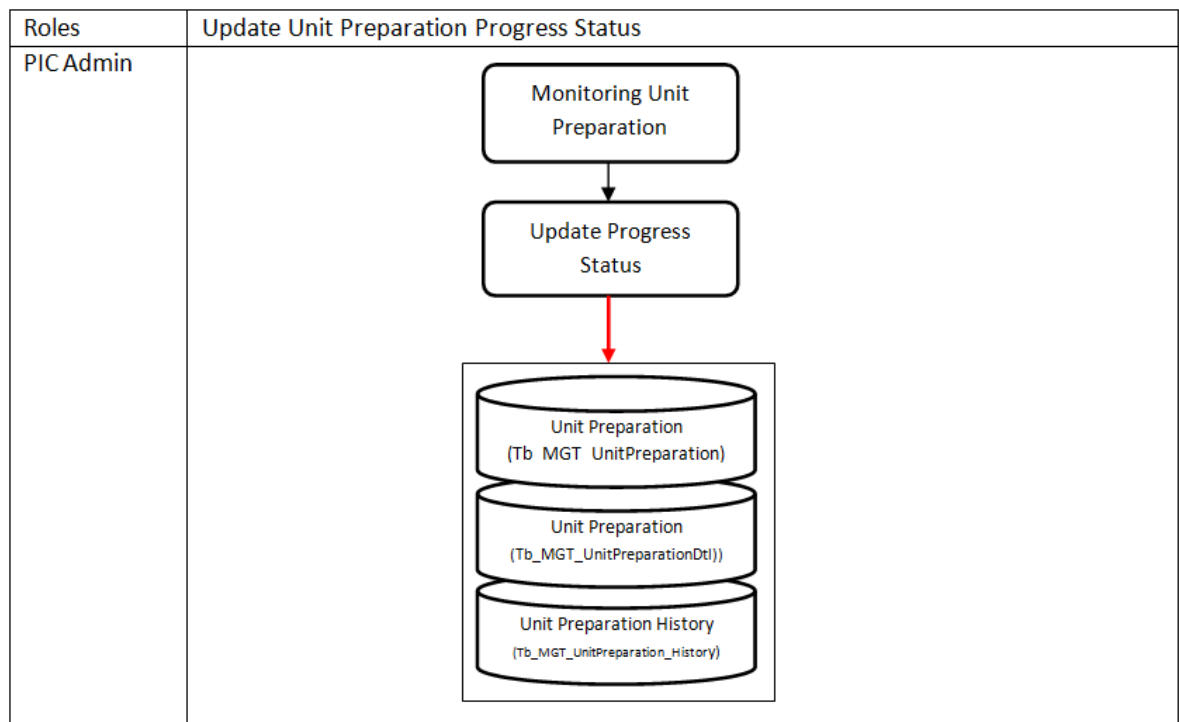 Roles
Update Unit Preparation Progress Status
PIC Admin
Monitoring Unit
Preparation
Update Progress
Status
Unit Preparation
(Tb MGT UnitPreparation)
Unit Preparation
(Tb_MGT_UnitPreparationDtl))
Unit Preparation History
(Tb_MGT_UnitPreparation_History)